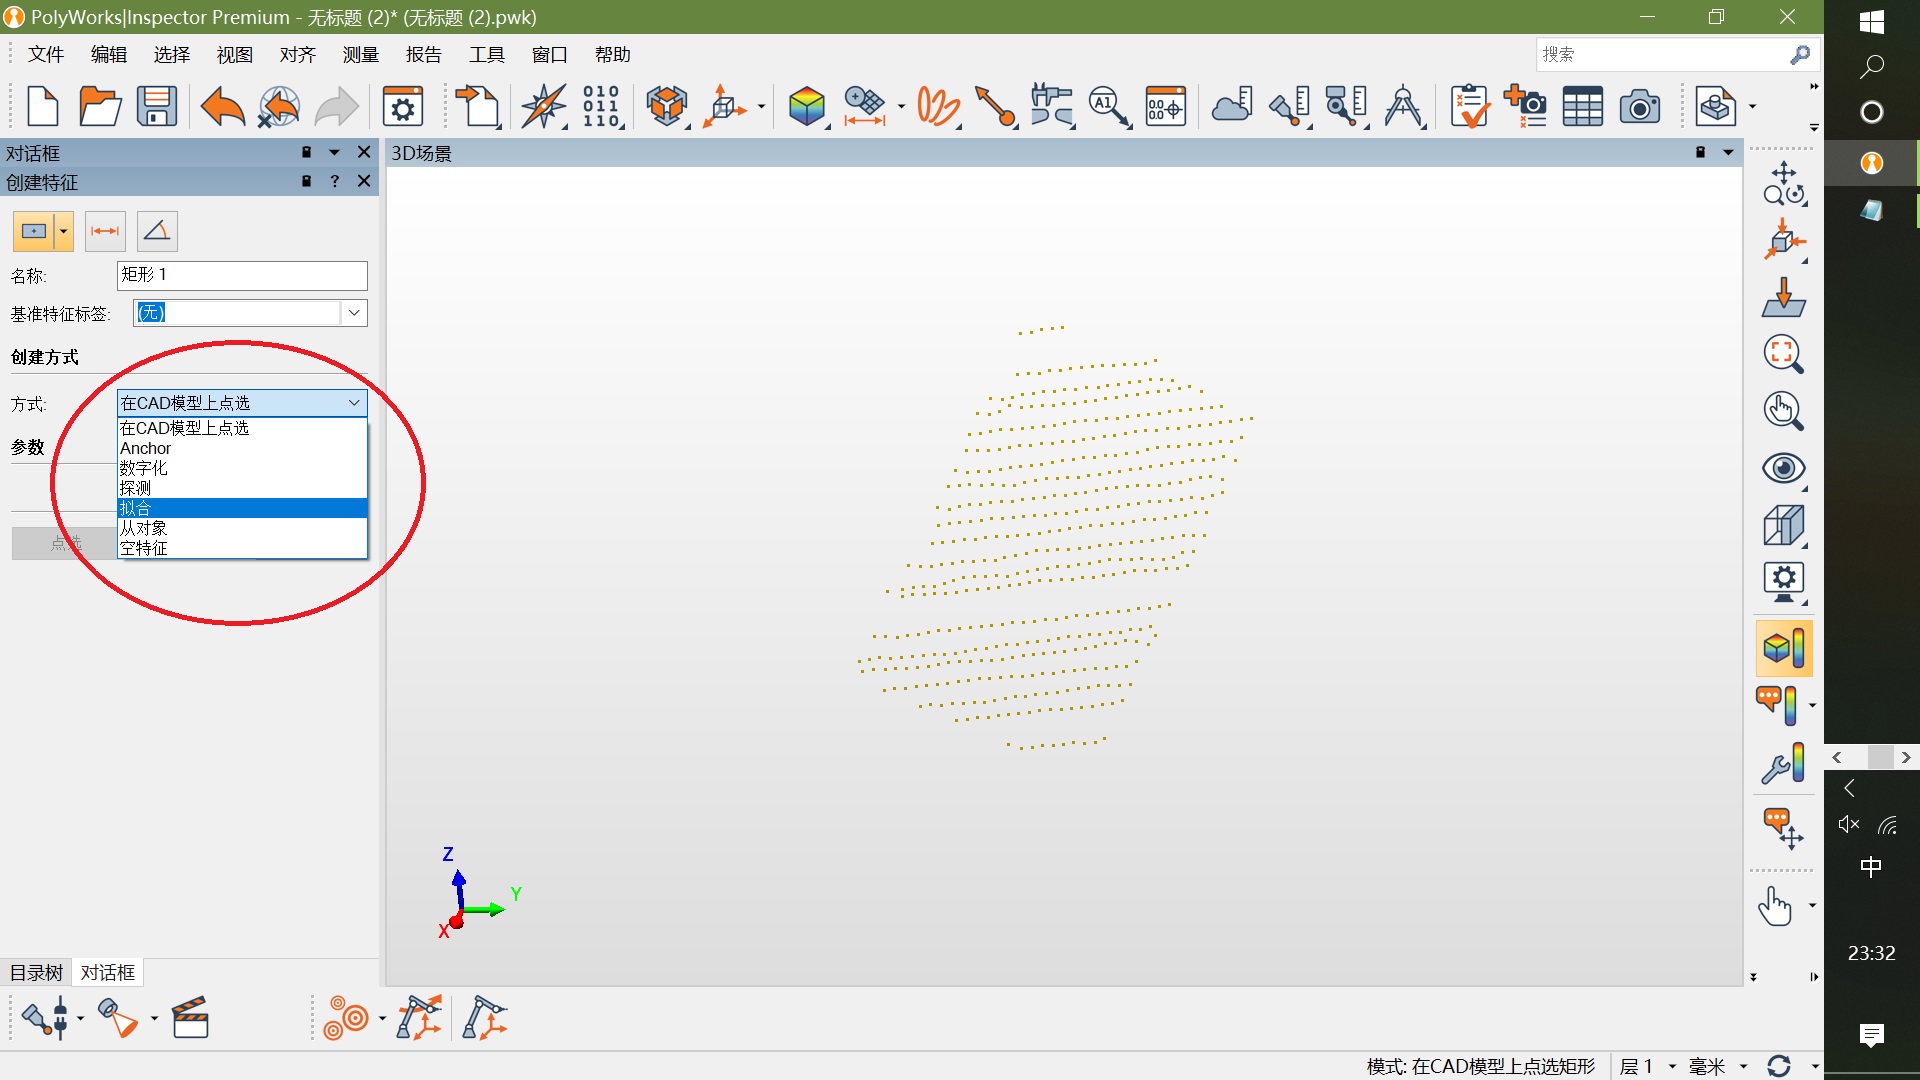 PolyWorks|Inspector Premium - 无标题 (2)* (无标题 (2).pwk)
文件 编辑 选择 视图 对齐 测量 报告 工具 窗口 帮助
搜索
010
011
110
A1
0.0
0.0
对话框
创建特征
?
3D场景
名称:
矩形 1
基准特征标签:
(无)
创建方式
方式:
在CAD模型上点选
在CAD模型上点选
Anchor
参数
数字化
探测
拟合
从对象
空特征
点选
Z
Y
X
目录树 对话框
模式: 在CAD模型上点选矩形
层 1
毫米
中
23:32